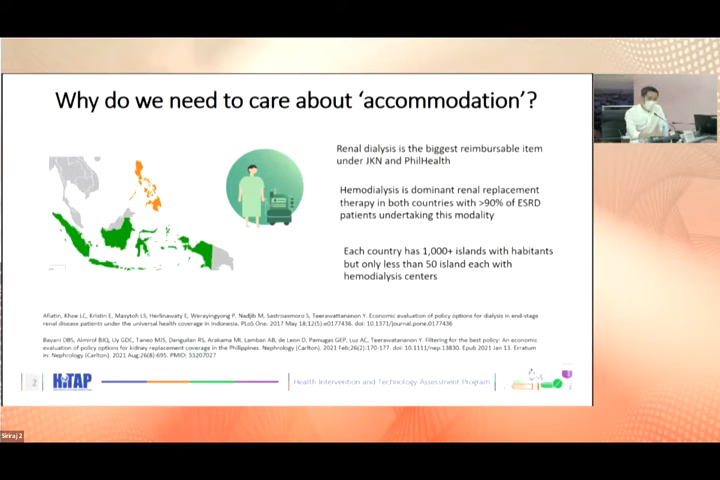 Why do we need to care about ‘accommodation’?
Renal dialysis is the biggest reimbursable item
under JKN and PhilHealth
Hemodialysis is dominant renal replacement
therapy in both countries with >90% of ESRD
patients undertaking this modality
Each country has 1,000+ islands with habitants
but only less than 50 island each with
hemodialysis centers
Afiatin, Khoe LC, Kristin E, Masytoh LS, Herlinawaty E, Werayingyong P, Nadjib M, Sastroasmoro S, Teerawattananon Y. Economic evaluation of policy options for dialysis in end-stage
renal disease patients under the universal health coverage in Indonesia. PLoS One. 2017 May 18;12(5):e0177436. doi: 10.1371/journal.pone.0177436
Bayani DBS, Almirol BJQ, Uy GDC, Taneo MJS, Danguilan RS, Arakama MI, Lamban AB, de Leon D, Pamugas GEP, Luz AC, Teerawattananon Y. Filtering for the best policy: An economic
evaluation of policy options for kidney replacement coverage in the Philippines. Nephrology (Carlton). 2021 Feb;26(2):170-177. doi: 10.1111/nep.13830. Epub 2021 Jan 13. Erratum
in: Nephrology (Carlton). 2021 Aug;26(8):695. PMID: 33207027
2
HITAP
Health Intervention and Technology Assessment Program
Siriraj 2